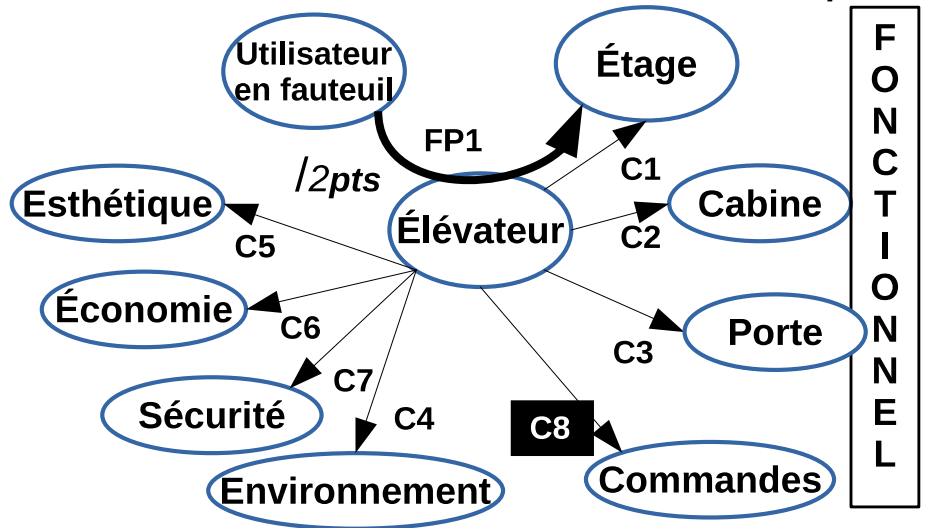 Utilisateur
en fauteuil
Étage
FP1
C1
/2pts
Esthétique
Élévateur
Cabine
C5
C2
Économie
C6
Porte
C3
C7
Sécurité
C4
C8
Environnement
Commandes
F
O
N
C
T
I
O
N
N
E
L